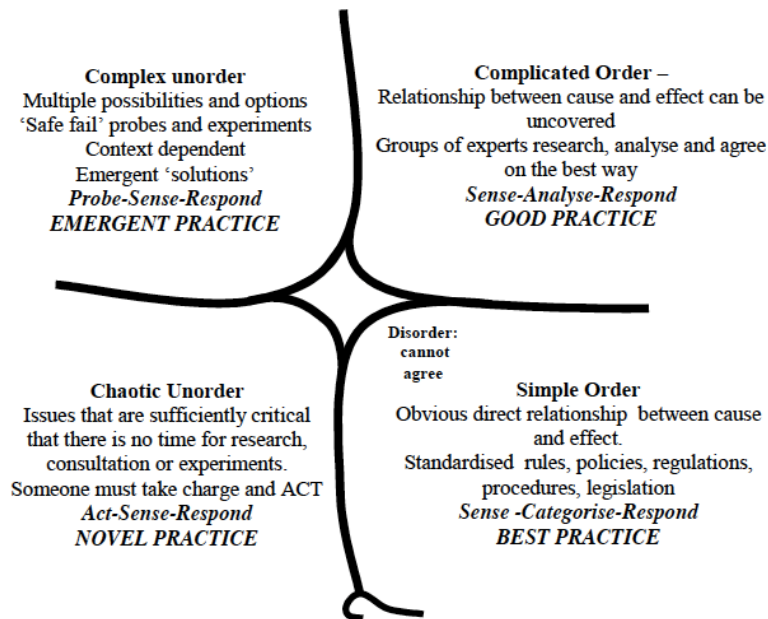 Complex unorder
Multiple possibilities and options
‘Safe fail’ probes and experiments
Context dependent
Emergent ‘solutions’
Probe-Sense-Respond
EMERGENT PRACTICE
Complicated Order –
Relationship between cause and effect can be
uncovered
Groups of experts research, analyse and agree
on the best way
Sense-Analyse-Respond
GOOD PRACTICE
Disorder:
cannot
agree
Chaotic Unorder
Issues that are sufficiently critical
that there is no time for research,
consultation or experiments.
Someone must take charge and ACT
Act-Sense-Respond
NOVEL PRACTICE
Simple Order
Obvious direct relationship between cause
and effect.
Standardised rules, policies, regulations,
procedures, legislation
Sense -Categorise-Respond
BEST PRACTICE